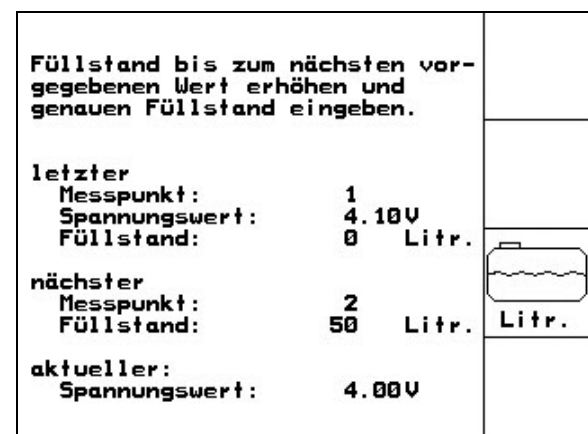 Füllstand bis zum nächsten vor-
gegebenen Wert erhöhen und
genauen Füllstand eingeben.
letzter
Messpunkt: 1
Spannungswert: 4.10V
Füllstand: 0 Litr.
nächster
Messpunkt: 2
Füllstand: 50 Litr.
aktueller:
Spannungswert: 4.00V
Litr.